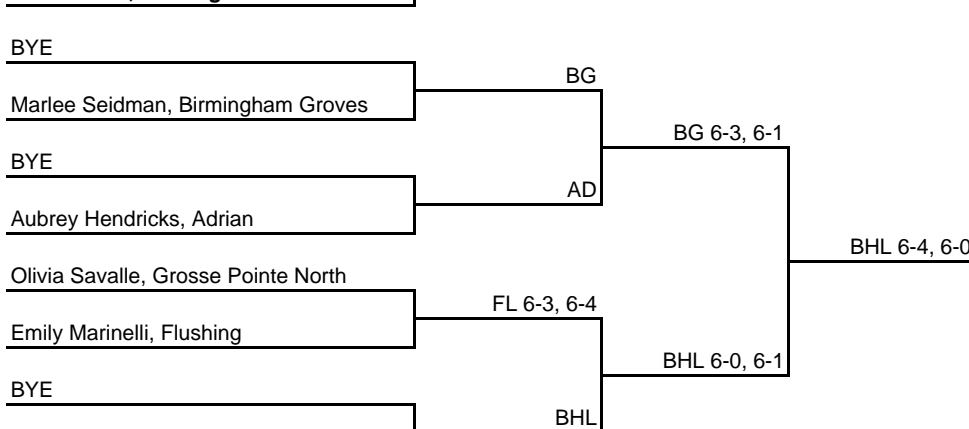 BYE
BG
Marlee Seidman, Birmingham Groves
BG 6-3, 6-1
BYE
AD
Aubrey Hendricks, Adrian
BHL 6-4, 6-0
Olivia Savalle, Grosse Pointe North
FL 6-3, 6-4
Emily Marinelli, Flushing
BHL 6-0, 6-1
BYE
BHL